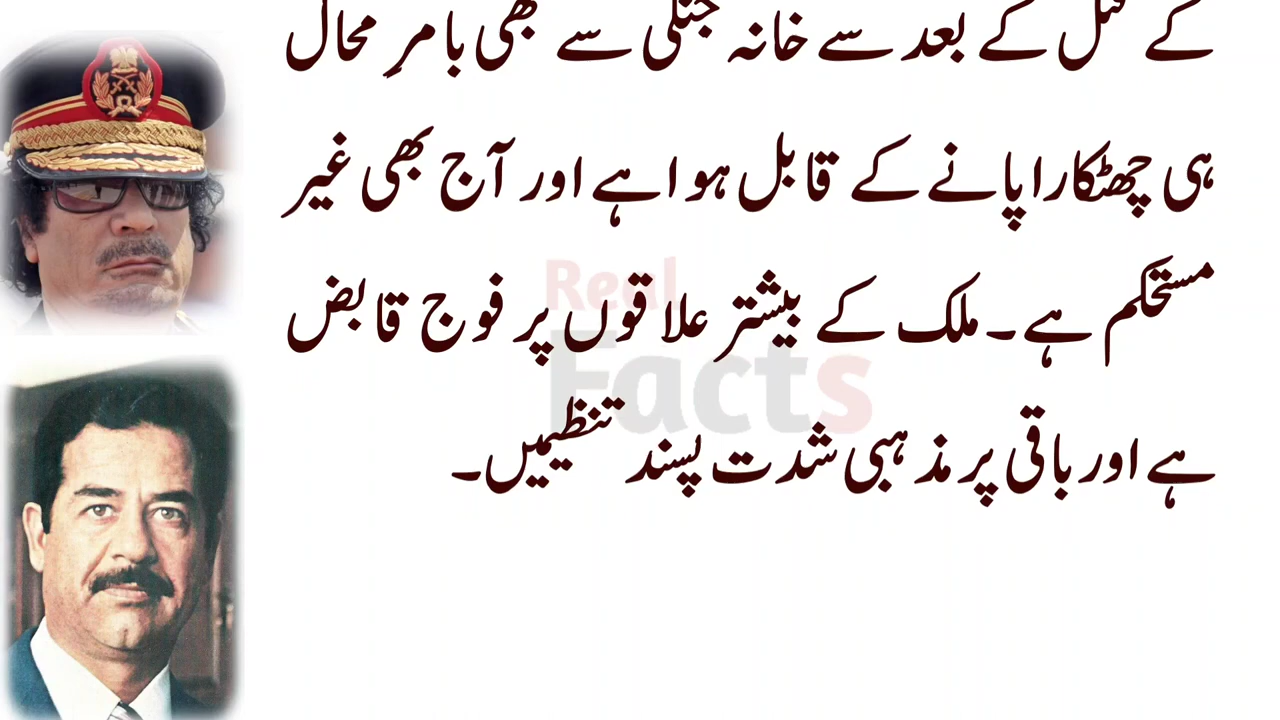 کے قتل کے بعد سے خانہ جنگی سے بھی بامرِ محال
ہی چھٹکارا پانے کے قابل ہوا ہے اور آج بھی غیر
مستحکم ہے۔ ملک کے بیشتر علاقوں پر فوج قابض
ہے اور باقی پر مذہبی شدت پسند تنظیمیں۔
Real
Facts